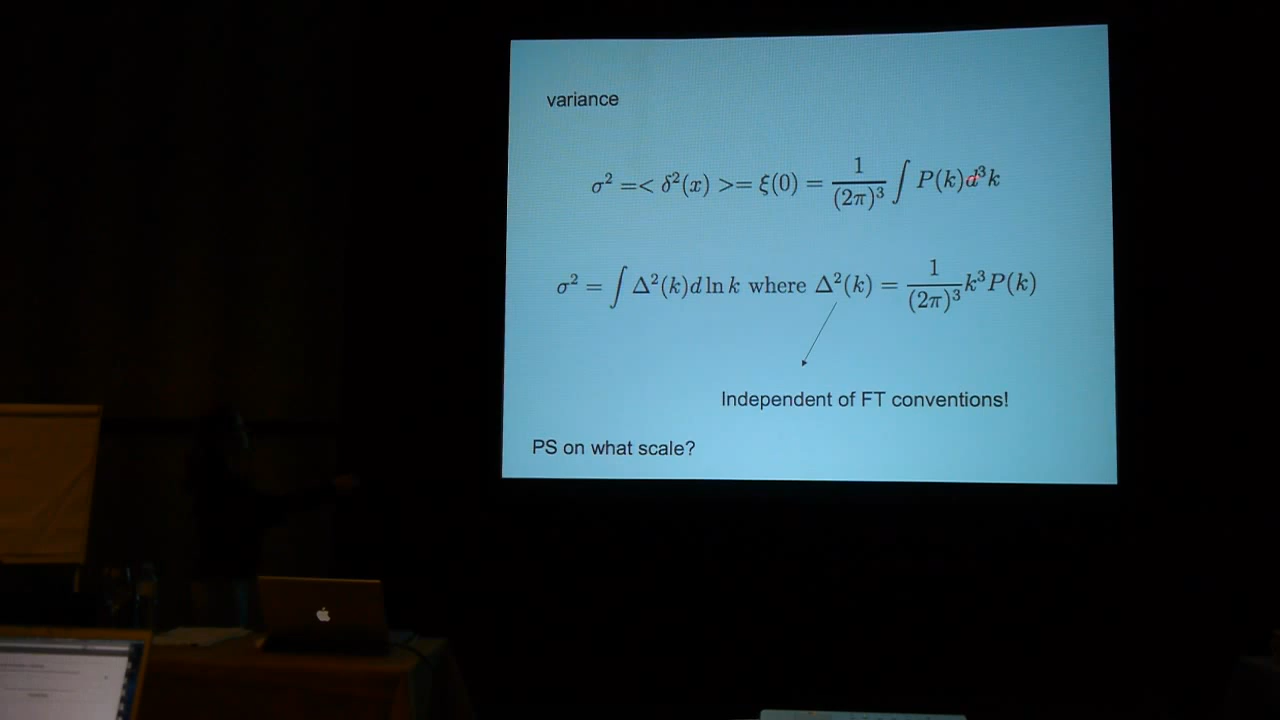 variance
σ² =< δ²(x) >= ξ(0) = 1/(2π)³ ∫ P(k)d³k
σ² = ∫ Δ²(k)d ln k where Δ²(k) = 1/(2π)³ k³P(k)
Independent of FT conventions!
PS on what scale?